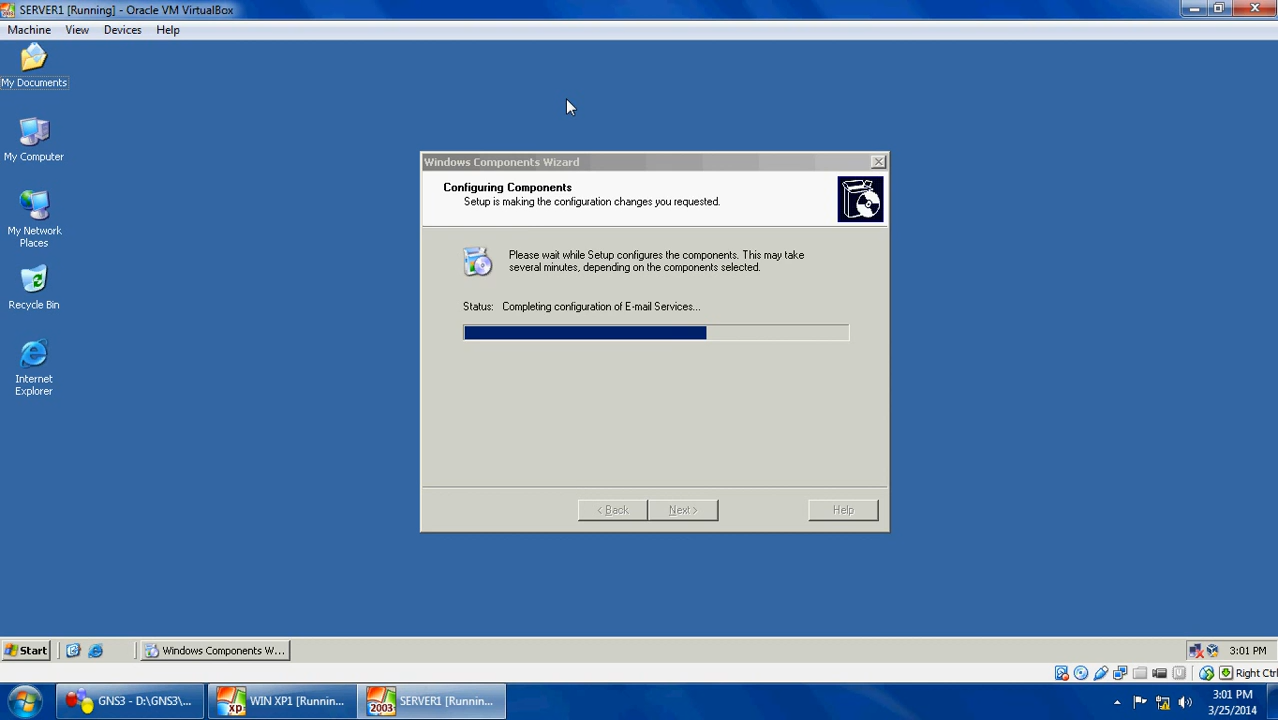 SERVER1 [Running] - Oracle VM VirtualBox
Machine View Devices Help
My Documents
My Computer
My Network
Places
Recycle Bin
Internet
Explorer
Windows Components Wizard
Configuring Components
Setup is making the configuration changes you requested.
Please wait while Setup configures the components. This may take
several minutes, depending on the components selected.
Status: Completing configuration of E-mail Services...
< Back Next > Help
Start Windows Components W... 3:01 PM
Right Ctrl
GNS3 - D:\GNS3\... WIN XP1 [Runnin... SERVER1 [Runnin... 3:01 PM
3/25/2014
xp
2003